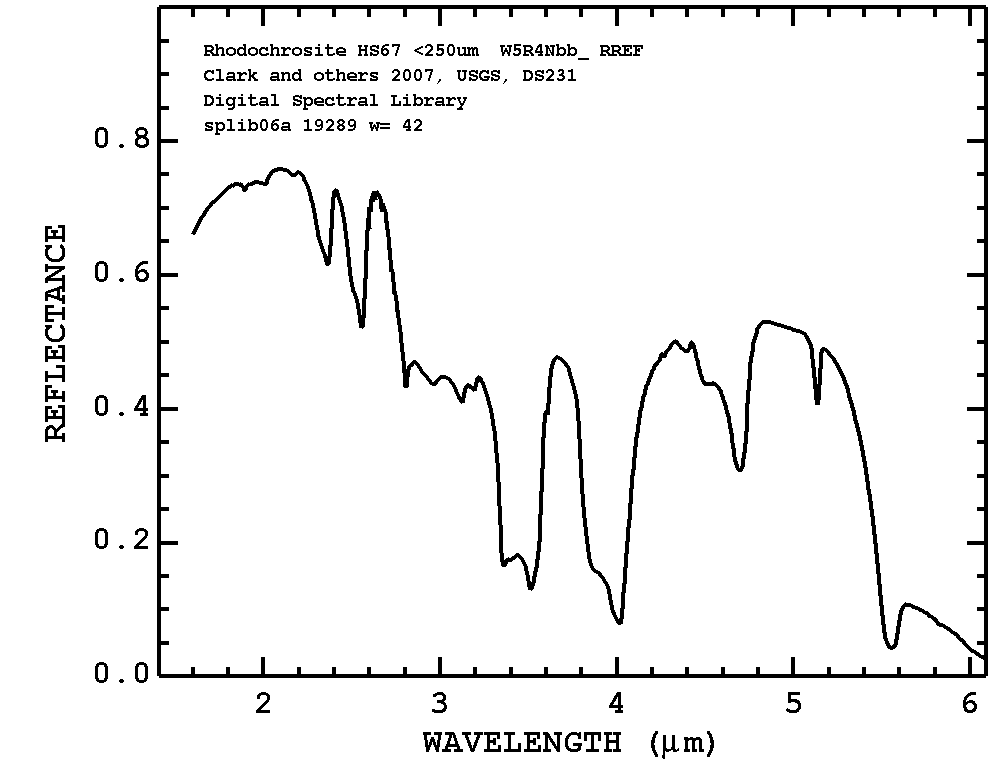 Rhodochrosite HS67 <250um  W5R4Nbb_ RREF
Clark and others 2007, USGS, DS231
Digital Spectral Library
splib06a 19289 w= 42
0.8
0.6
0.4
0.2
0.0
REFLECTANCE
2 3 4 5 6
WAVELENGTH (μm)